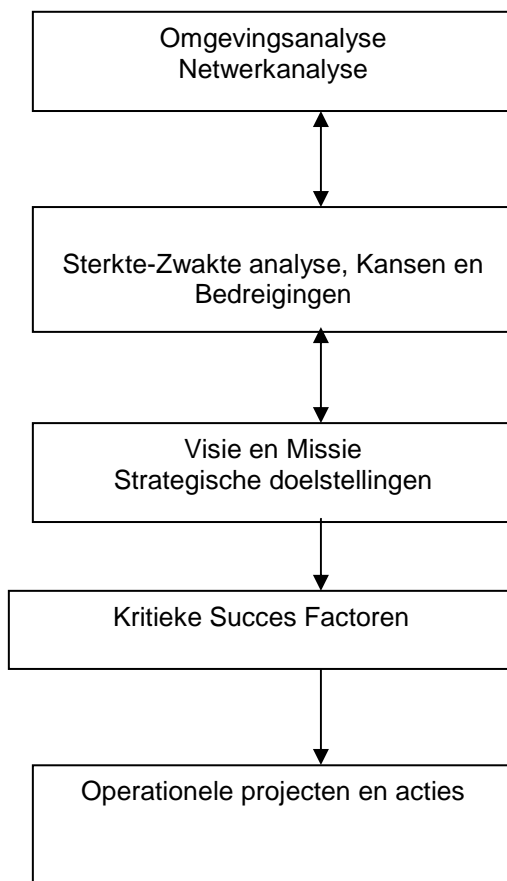 Omgevingsanalyse
Netwerkanalyse
Sterkte-Zwakte analyse, Kansen en
Bedreigingen
Visie en Missie
Strategische doelstellingen
Kritieke Succes Factoren
Operationele projecten en acties